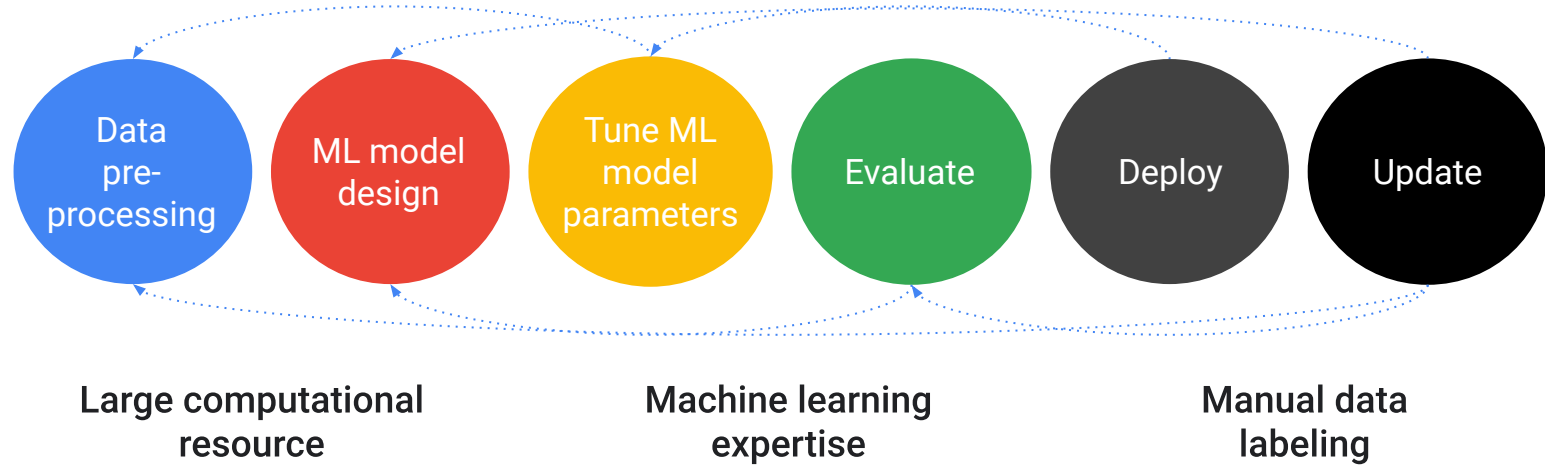 Data
pre-
processing
ML model
design
Tune ML
model
parameters
Evaluate
Deploy
Update
Large computational
resource
Machine learning
expertise
Manual data
labeling